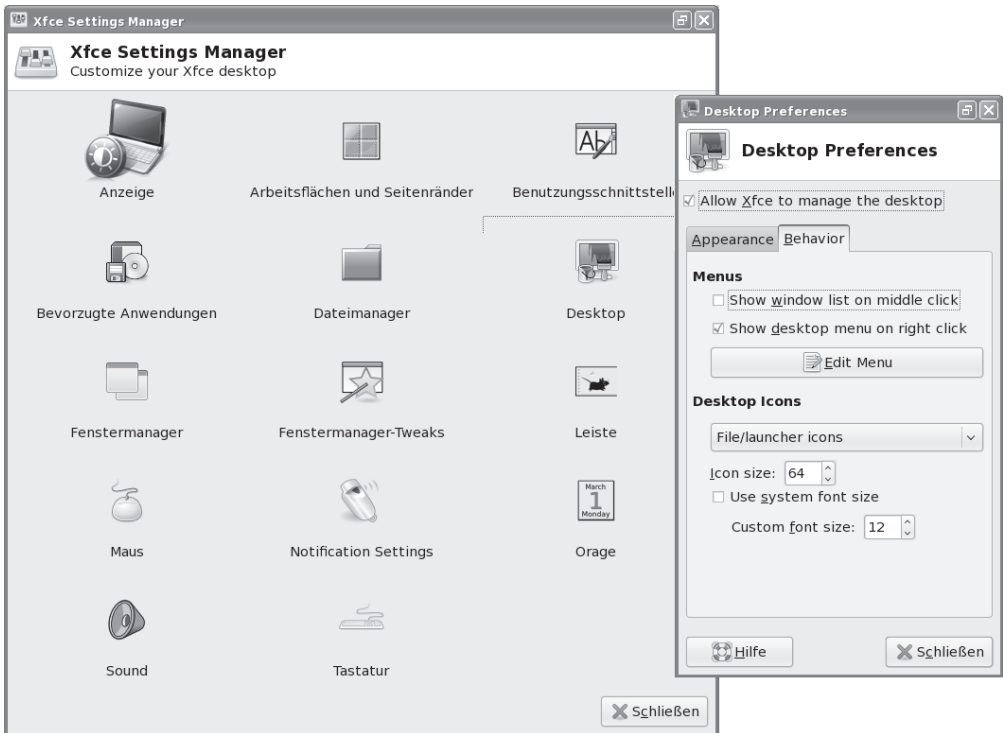 Xfce Settings Manager
Xfce Settings Manager
Customize your Xfce desktop
Anzeige
Arbeitsflächen und Seitenränder
Benutzungsschnittstell
Bevorzugte Anwendungen
Dateimanager
Desktop
Fenstermanager
Fenstermanager-Tweaks
Leiste
Maus
Notification Settings
March
1
Monday
Orage
Sound
Tastatur
Schließen
Desktop Preferences
Desktop Preferences
Allow Xfce to manage the desktop
Appearance
Behavior
Menus
Show window list on middle click
Show desktop menu on right click
Edit Menu
Desktop Icons
File/launcher icons
Icon size: 64
Use system font size
Custom font size: 12
Hilfe
Schließen